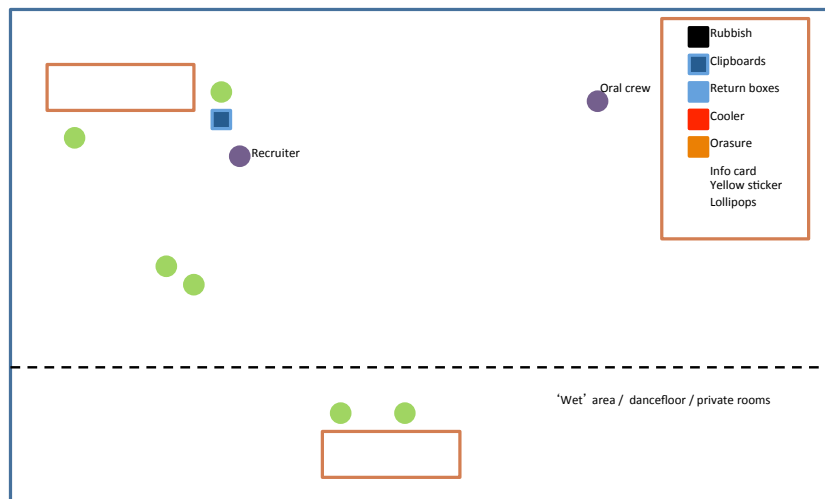 Rubbish
Clipboards
Oral crew
Return boxes
Cooler
Orasure
Recruiter
Info card
Yellow sticker
Lollipops
‘Wet’ area / dancefloor / private rooms